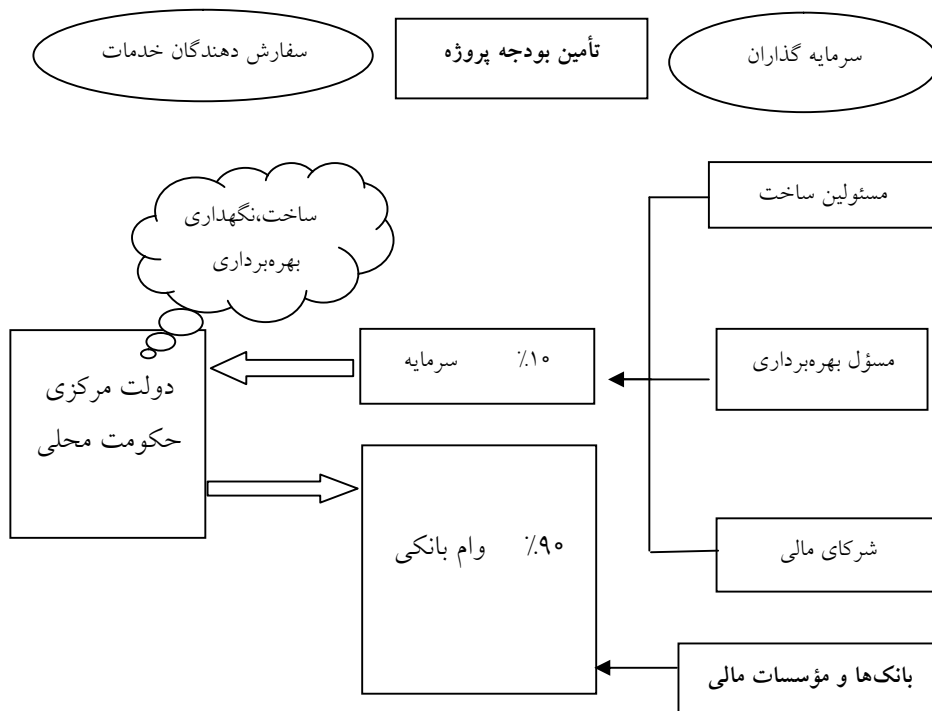 سرمایه گذاران
تأمین بودجه پروژه
سفارش دهندگان خدمات
مسئولین ساخت
ساخت،نگهداری
بهره‌برداری
مسؤل بهره‌برداری
٪۱۰ سرمایه
دولت مرکزی
حکومت محلی
شرکای مالی
٪۹۰ وام بانکی
بانک‌ها و مؤسسات مالی